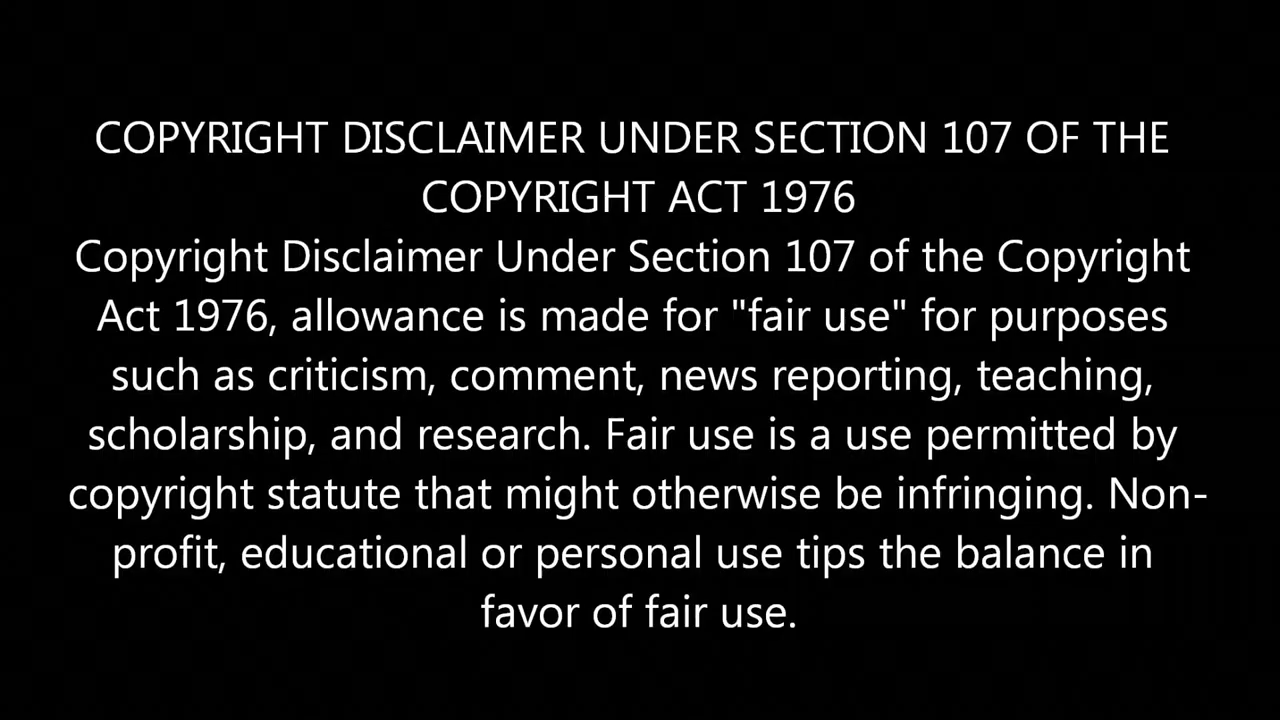 COPYRIGHT DISCLAIMER UNDER SECTION 107 OF THE
COPYRIGHT ACT 1976
Copyright Disclaimer Under Section 107 of the Copyright
Act 1976, allowance is made for "fair use" for purposes
such as criticism, comment, news reporting, teaching,
scholarship, and research. Fair use is a use permitted by
copyright statute that might otherwise be infringing. Non-
profit, educational or personal use tips the balance in
favor of fair use.